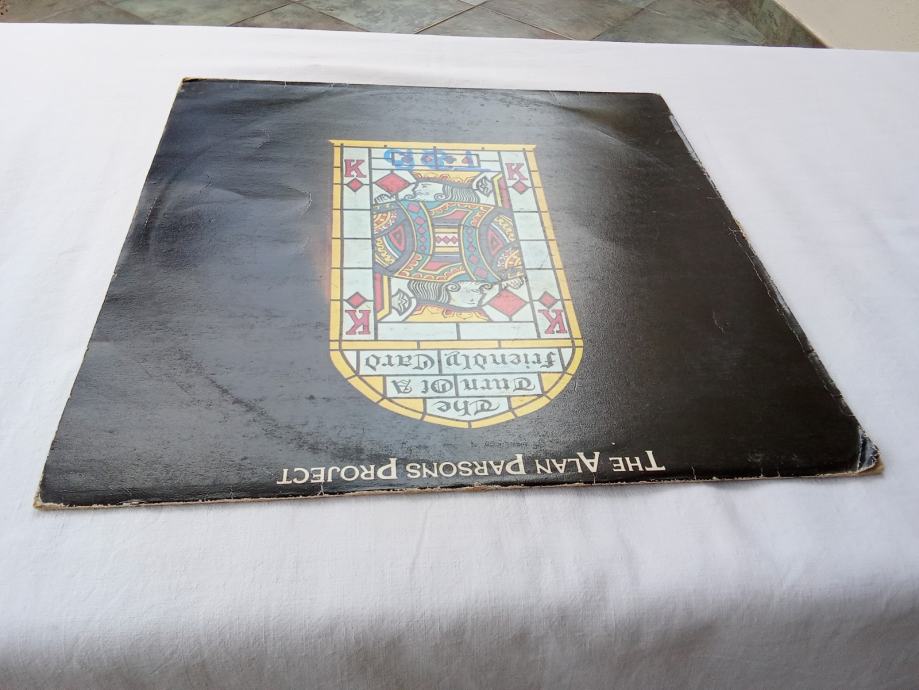 THE ALAN PARSONS PROJECT
The
Turn Of A
Friendly Card
K K
K K